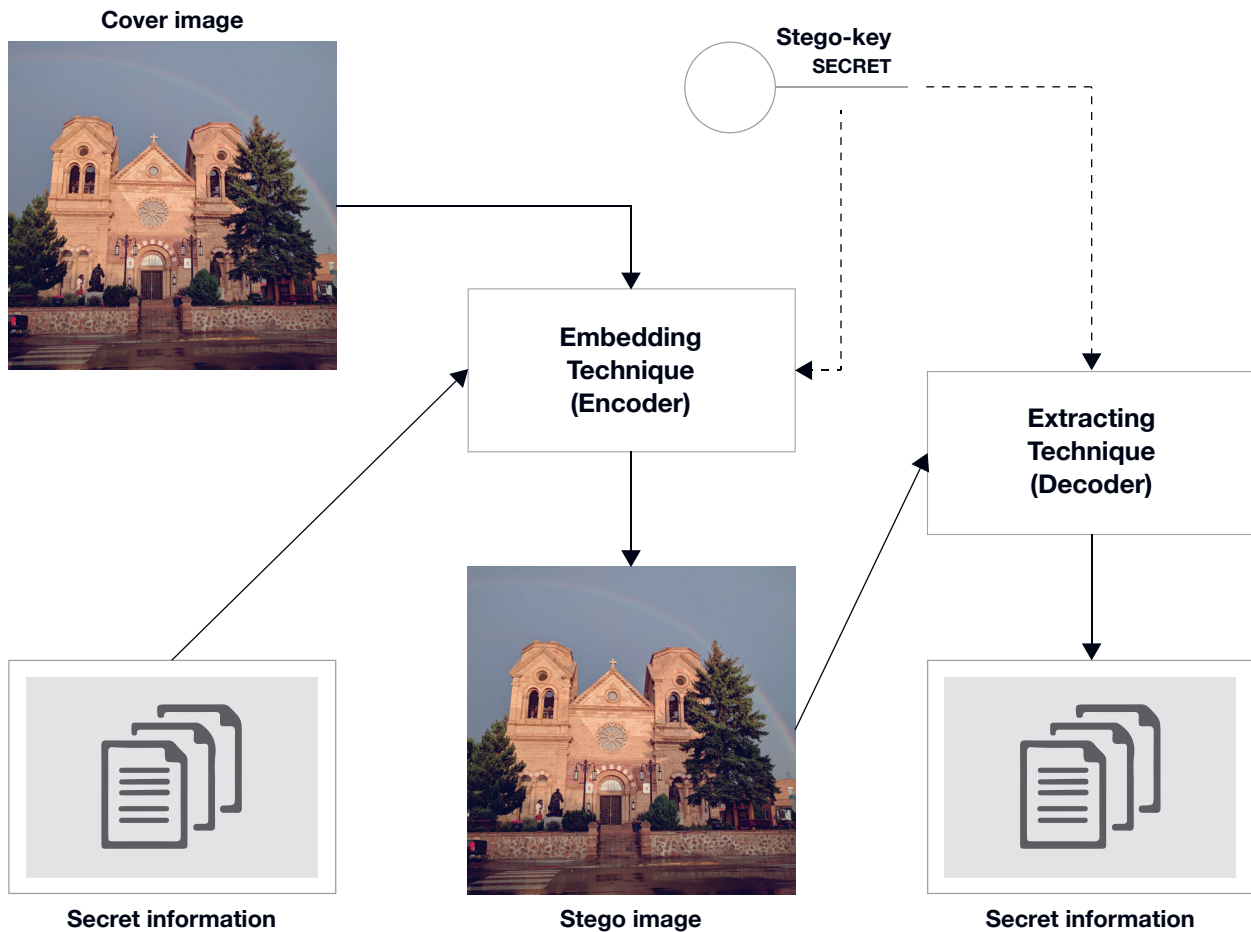 Cover image
Stego-key
SECRET
Embedding
Technique
(Encoder)
Extracting
Technique
(Decoder)
Secret information
Stego image
Secret information